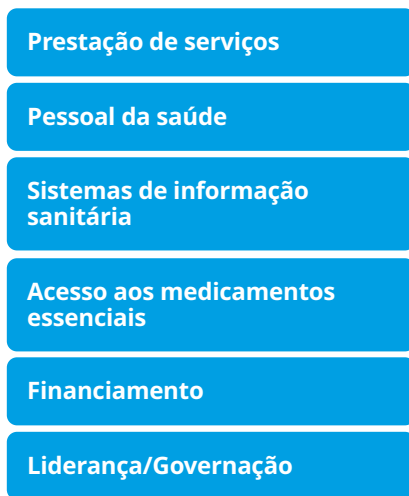 Prestação de serviços
Pessoal da saúde
Sistemas de informação
sanitária
Acesso aos medicamentos
essenciais
Financiamento
Liderança/Governação